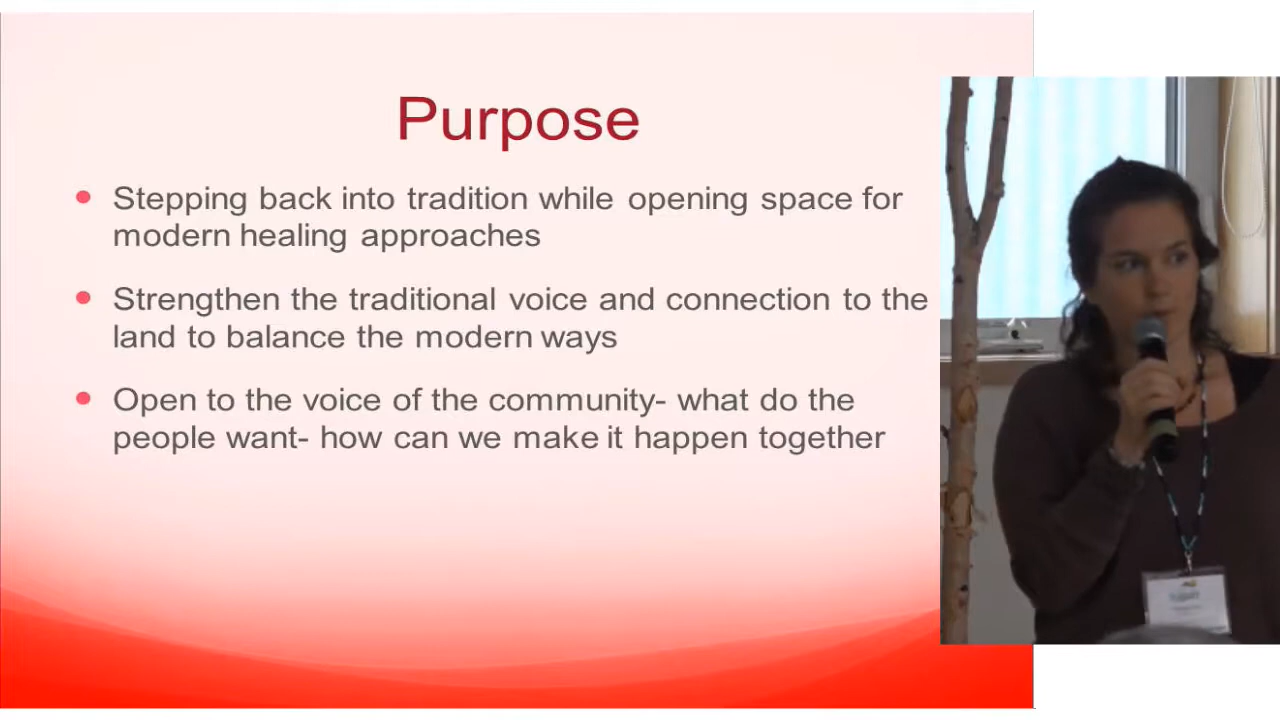 Purpose
Stepping back into tradition while opening space for
modern healing approaches
Strengthen the traditional voice and connection to the
land to balance the modern ways
Open to the voice of the community- what do the
people want- how can we make it happen together